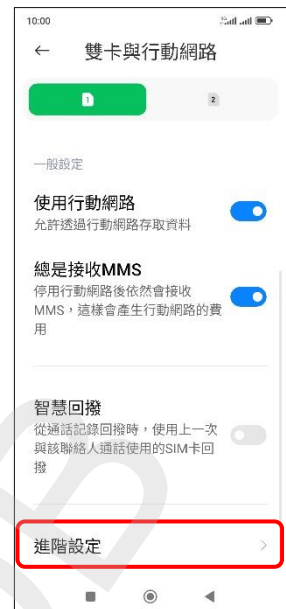 10:00
雙卡與行動網路
1
2
一般設定
使用行動網路
允許透過行動網路存取資料
總是接收MMS
停用行動網路後依然會接收
MMS，這樣會產生行動網路的費
用
智慧回撥
從通話記錄回撥時，使用上一次
與該聯絡人通話使用的SIM卡回
撥
進階設定